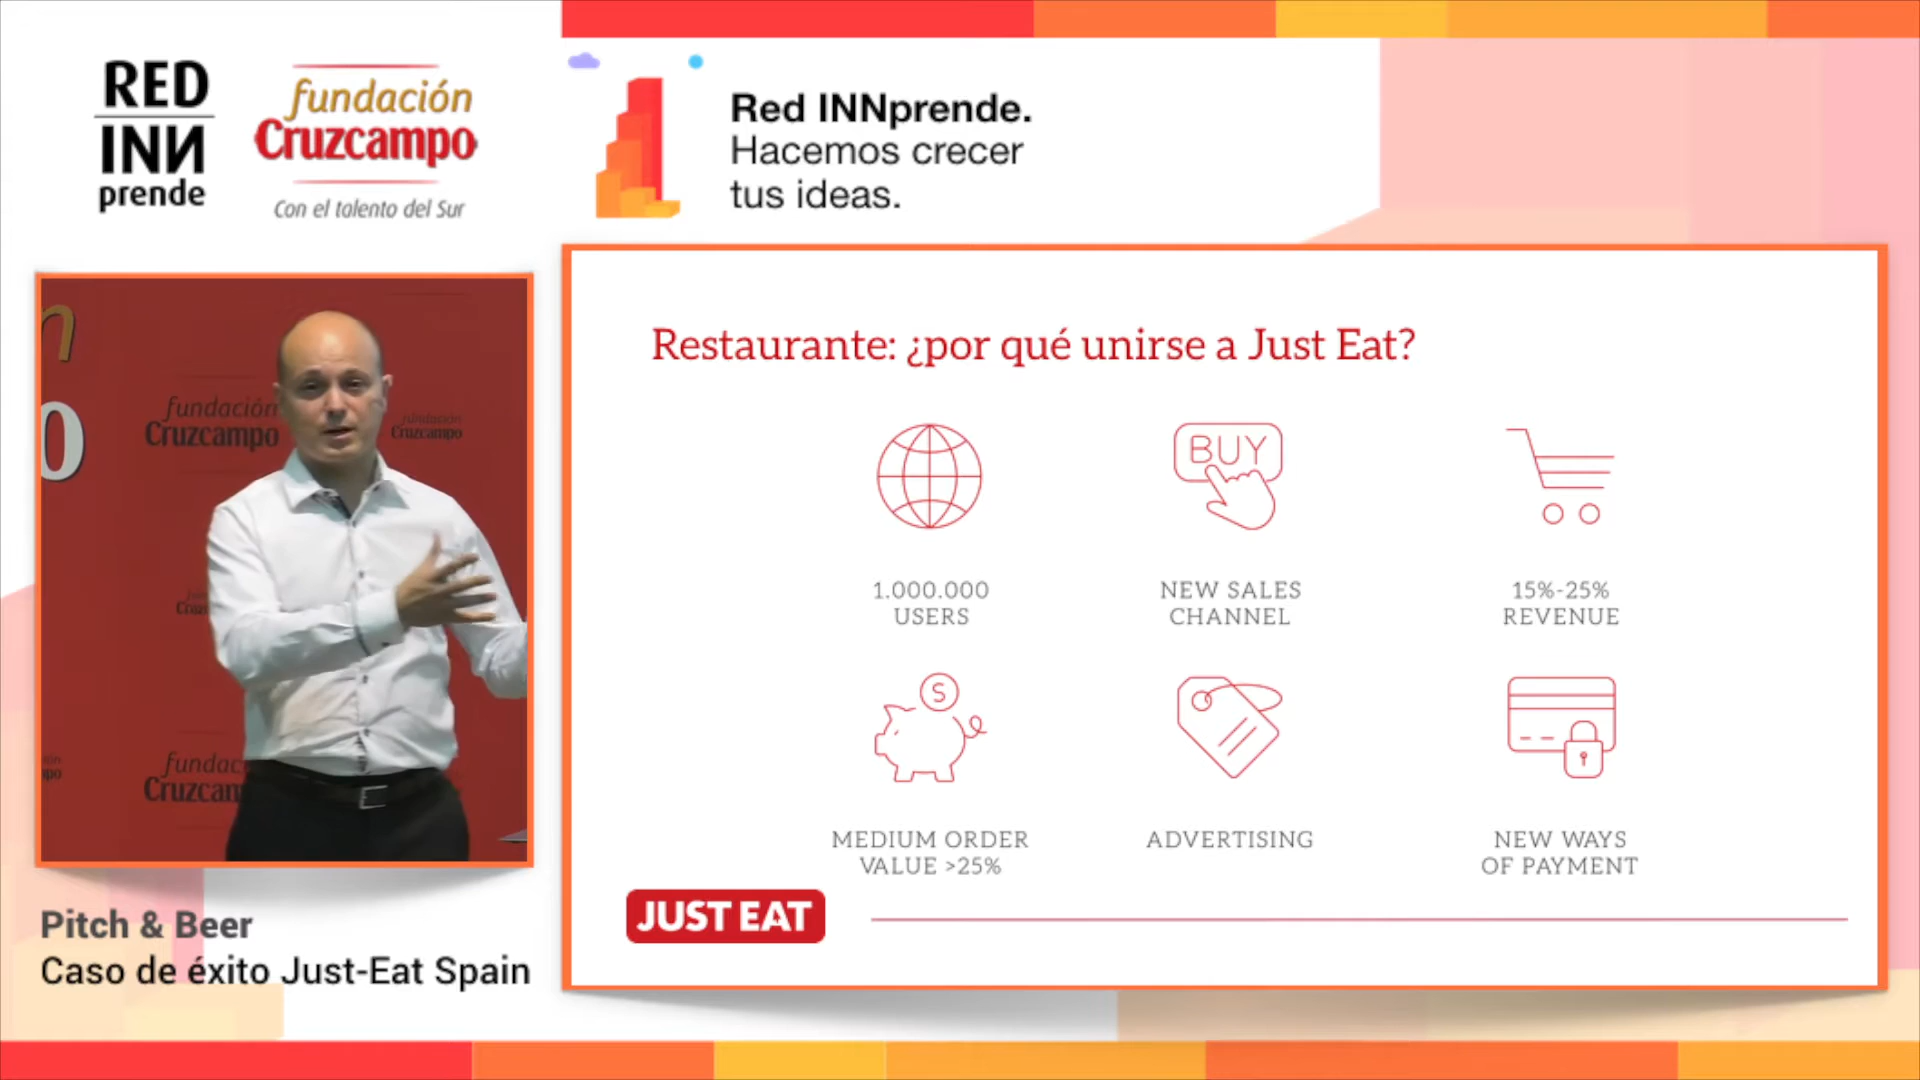 RED
INN
prende
fundación
Cruzcampo
Con el talento del Sur
Red INNprende.
Hacemos crecer
tus ideas.
fundación
Cruzcampo
fundación
Cruzcampo
Restaurante: ¿por qué unirse a Just Eat?
BUY
1.000.000
USERS
NEW SALES
CHANNEL
15%-25%
REVENUE
S
MEDIUM ORDER
VALUE >25%
ADVERTISING
NEW WAYS
OF PAYMENT
JUST EAT
Pitch & Beer
Caso de éxito Just-Eat Spain